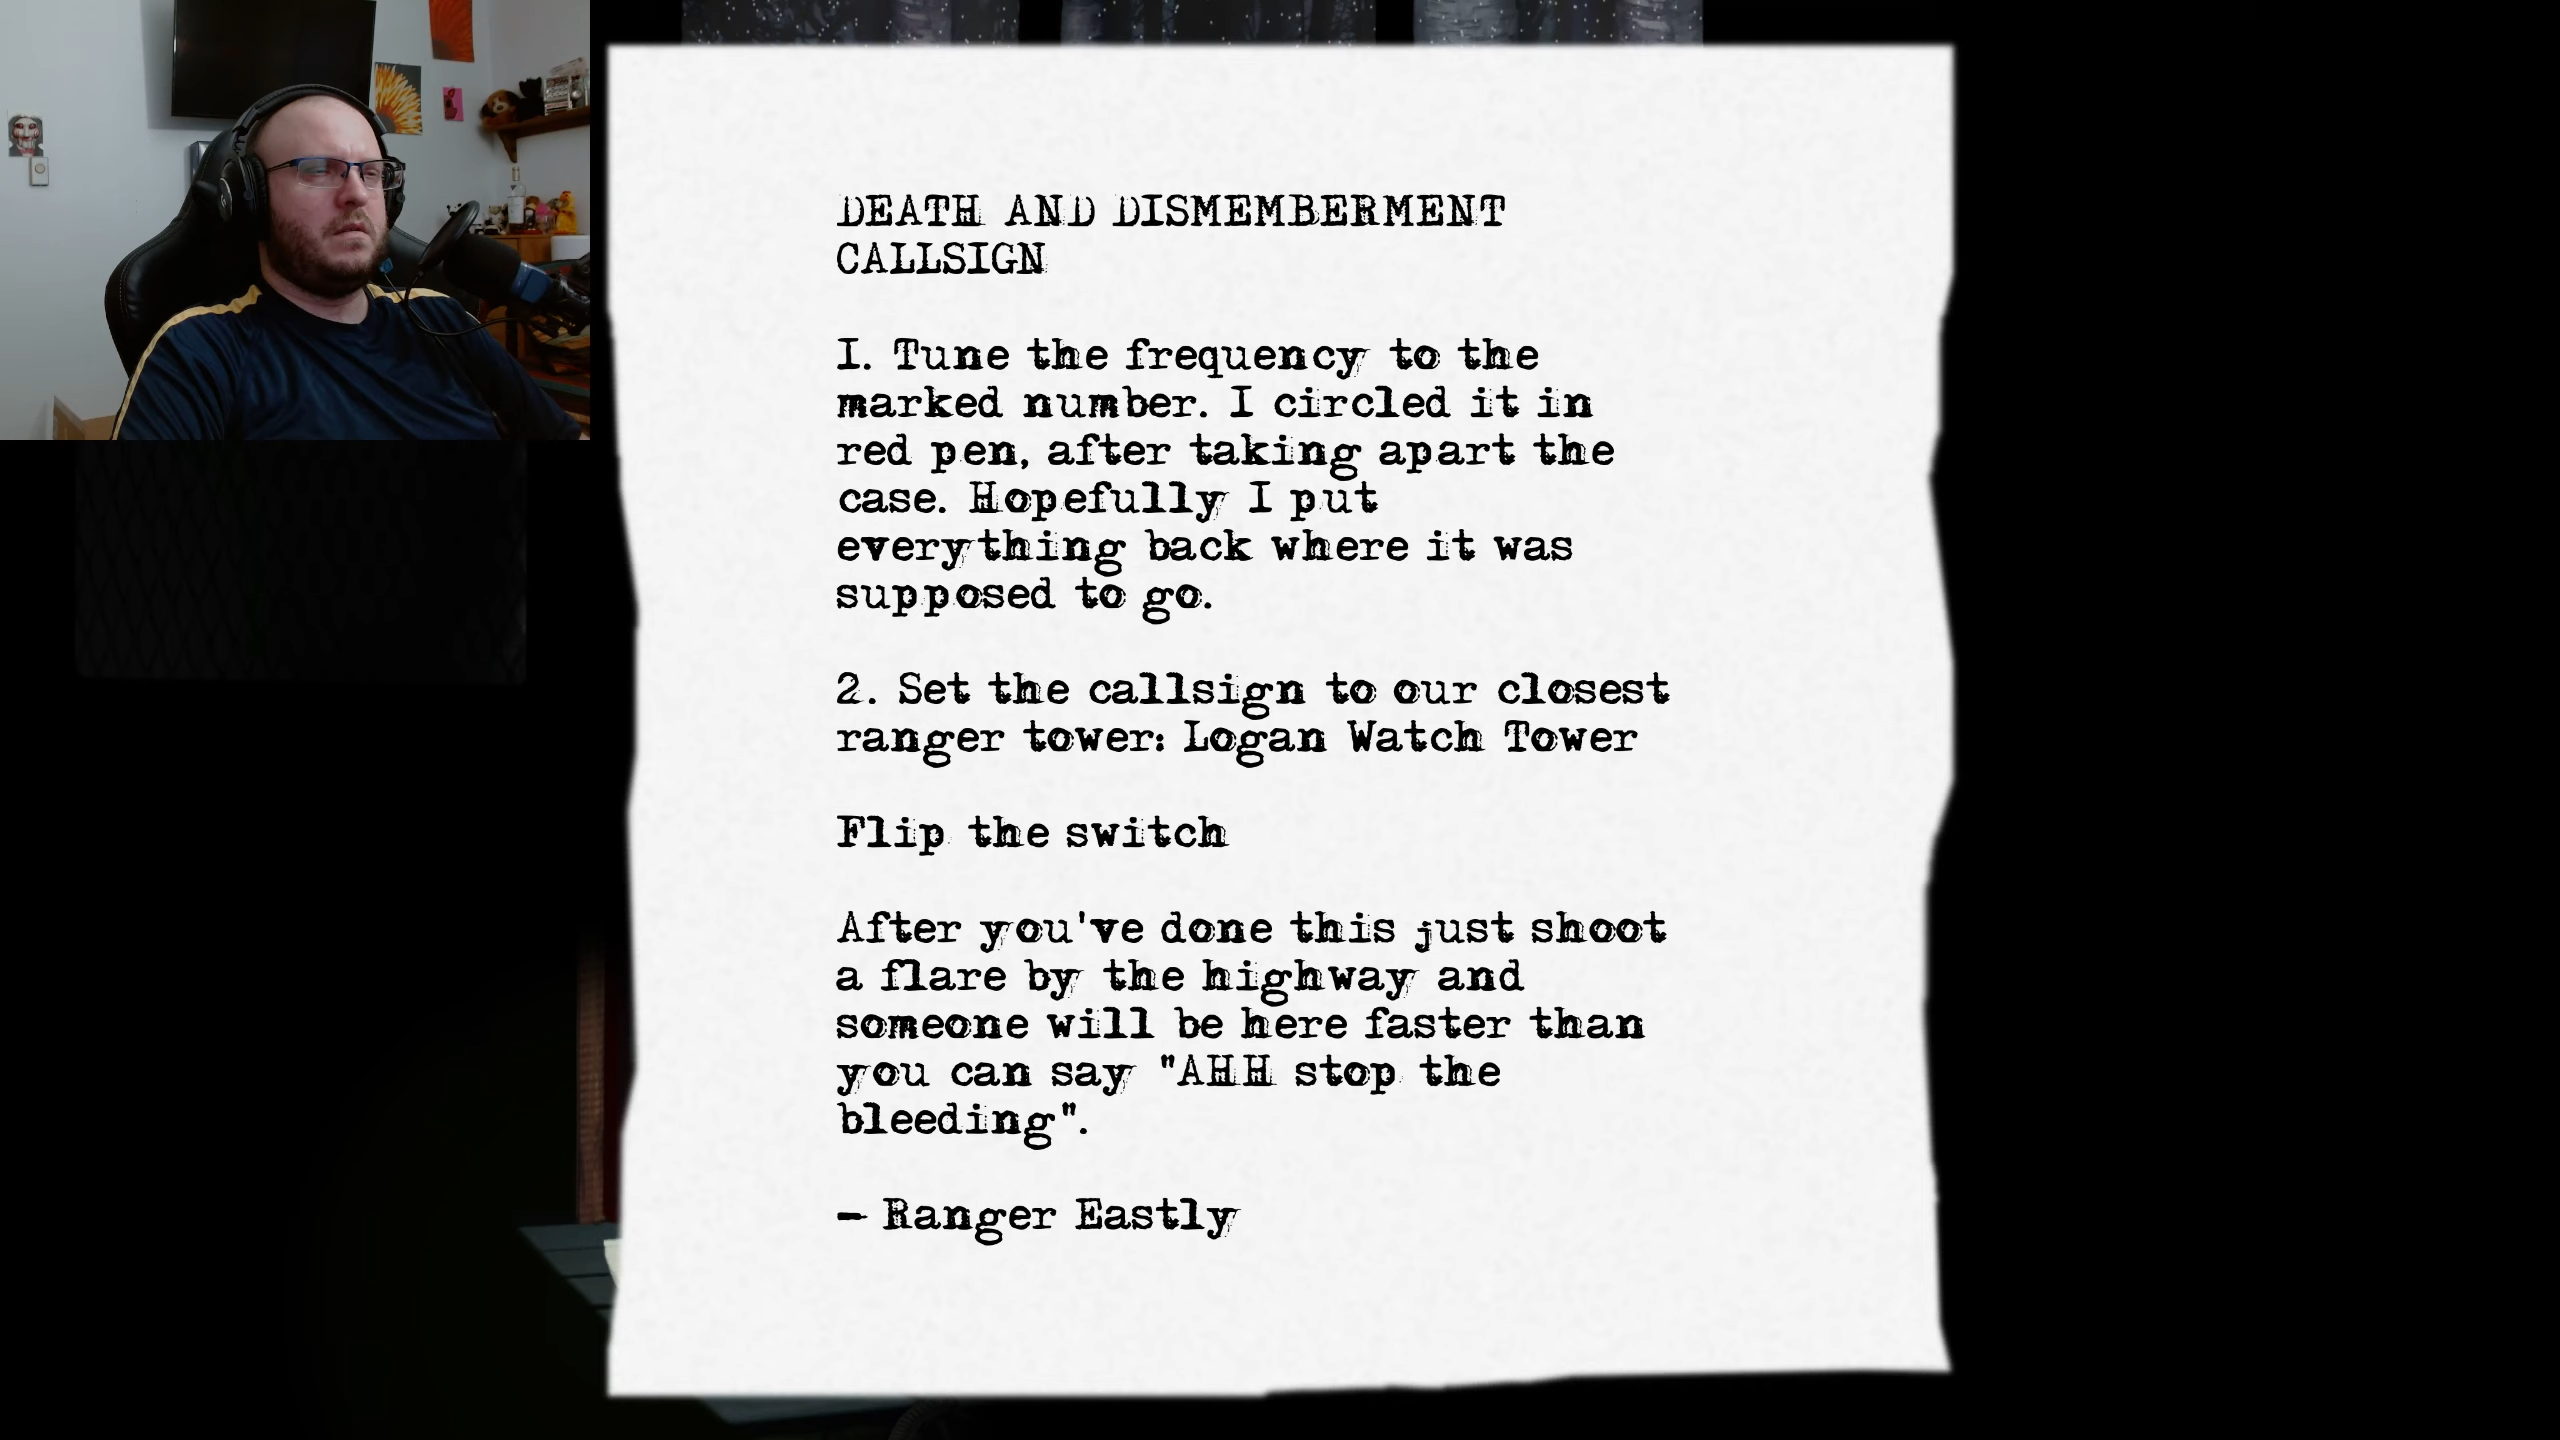 DEATH AND DISMEMBERMENT
CALLSIGN
1. Tune the frequency to the
marked number. I circled it in
red pen, after taking apart the
case. Hopefully I put
everything back where it was
supposed to go.
2. Set the callsign to our closest
ranger tower: Logan Watch Tower
Flip the switch
After you've done this just shoot
a flare by the highway and
someone will be here faster than
you can say "AHH stop the
bleeding".
- Ranger Eastly